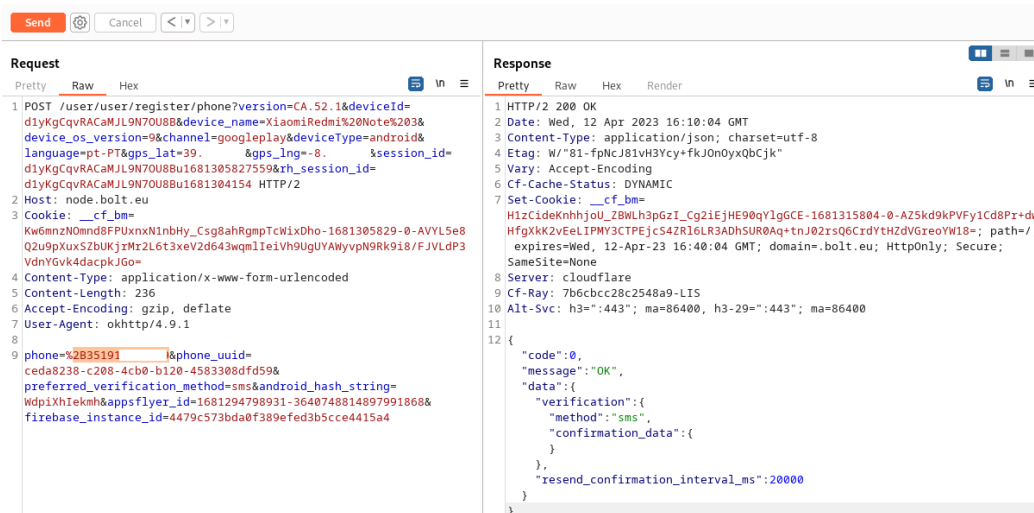 Send Cancel < >
Request
Pretty Raw Hex \n
1 POST /user/user/register/phone?version=CA.52.1&deviceId=
d1yKgCqvRACaMJL9N7OU8B&device_name=XiaomiRedmi%20Note%203&
device_os_version=9&channel=googleplay&deviceType=android&
language=pt-PT&gps_lat=39. &gps_lng=-8. &session_id=
d1yKgCqvRACaMJL9N7OU8Bu1681305827559&rh_session_id=
d1yKgCqvRACaMJL9N7OU8Bu1681304154 HTTP/2
2 Host: node.bolt.eu
3 Cookie: __cf_bm=
Kw6mnzNOmnd8FPUxnxN1nbHy_Csg8ahRgmpTcWixDho-1681305829-0-AVYL5e8
Q2u9pXuxSZbUKjrMr2L6t3xeV2d643wqmlIeiVh9UgUYAWyvpN9Rk9i8/FJVLdP3
VdnYGvk4dacpkJGo=
4 Content-Type: application/x-www-form-urlencoded
5 Content-Length: 236
6 Accept-Encoding: gzip, deflate
7 User-Agent: okhttp/4.9.1
8
9 phone=%2B35191 &phone_uuid=
ceda8238-c208-4cb0-b120-4583308dfd59&
preferred_verification_method=sms&android_hash_string=
WdpiXhIekmh&appsflyer_id=1681294798931-3640748814897991868&
firebase_instance_id=4479c573bda0f389efed3b5cce4415a4
Response
Pretty Raw Hex Render \n
1 HTTP/2 200 OK
2 Date: Wed, 12 Apr 2023 16:10:04 GMT
3 Content-Type: application/json; charset=utf-8
4 Etag: W/"81-fpNcJ81vH3Ycy+fkJOnOyxQbCjk"
5 Vary: Accept-Encoding
6 Cf-Cache-Status: DYNAMIC
7 Set-Cookie: __cf_bm=
H1zCideKnhhjoU_ZBWLh3pGzI_Cg2iEjHE90qYlgGCE-1681315804-0-AZ5kd9kPVFy1Cd8Pr+dw
HfgXkK2vEeLIPMY3CTPEjcS4ZRl6LR3ADhSUR0Aq+tnJ02rsQ6CrdYtHZdVGreoYW18=; path=/
expires=Wed, 12-Apr-23 16:40:04 GMT; domain=.bolt.eu; HttpOnly; Secure;
SameSite=None
8 Server: cloudflare
9 Cf-Ray: 7b6cbcc28c2548a9-LIS
10 Alt-Svc: h3=":443"; ma=86400, h3-29=":443"; ma=86400
11
12 {
"code":0,
"message":"OK",
"data":{
"verification":{
"method":"sms",
"confirmation_data":{
}
},
"resend_confirmation_interval_ms":20000
}
}